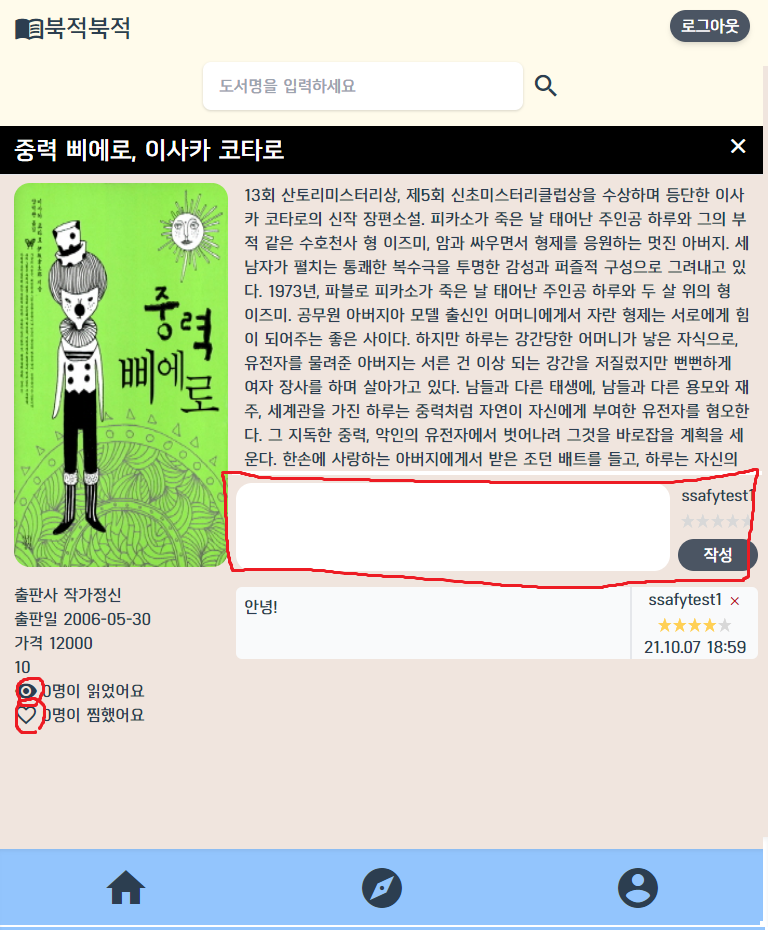 북적북적
로그아웃
도서명을 입력하세요
중력 삐에로, 이사카 코타로
13회 산토리미스터리상, 제5회 신초미스터리클럽상을 수상하며 등단한 이사
카 코타로의 신작 장편소설. 피카소가 죽은 날 태어난 주인공 하루와 그의 부
적 같은 수호천사 형 이즈미, 암과 싸우면서 형제를 응원하는 멋진 아버지. 세
남자가 펼치는 통쾌한 복수극을 투명한 감성과 퍼즐적 구성으로 그려내고 있
다. 1973년, 파블로 피카소가 죽은 날 태어난 주인공 하루와 두 살 위의 형
이즈미. 공무원 아버지아 모델 출신인 어머니에게서 자란 형제는 서로에게 힘
이 되어주는 좋은 사이다. 하지만 하루는 강간당한 어머니가 낳은 자식으로,
유전자를 물려준 아버지는 서른 건 이상 되는 강간을 저질렀지만 뻔뻔하게
여자 장사를 하며 살아가고 있다. 남들과 다른 태생에, 남들과 다른 용모와 재
주, 세계관을 가진 하루는 중력처럼 자연이 자신에게 부여한 유전자를 혐오한
다. 그 지독한 중력, 악인의 유전자에서 벗어나려 그것을 바로잡을 계획을 세
운다. 한손에 사랑하는 아버지에게서 받은 조던 배트를 들고, 하루는 자신의
중력
삐에로
ssafytest1
작성
출판사 작가정신
출판일 2006-05-30
가격 12000
10
0명이 읽었어요
0명이 찜했어요
안녕!
ssafytest1 ×
21.10.07 18:59